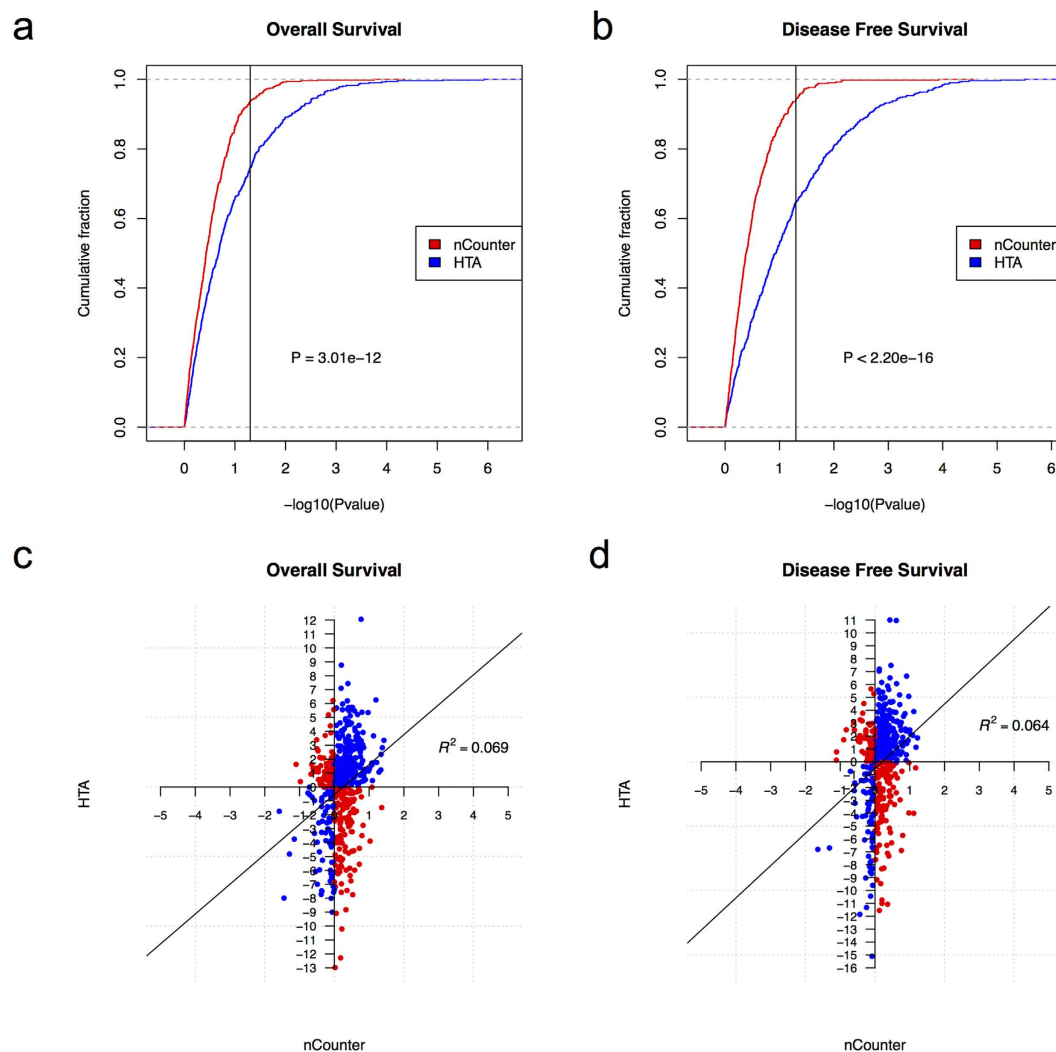 a
Overall Survival
Cumulative fraction
1.0
0.8
0.6
0.4
0.2
0.0
nCounter
HTA
P = 3.01e−12
0 1 2 3 4 5 6
−log10(Pvalue)
b
Disease Free Survival
Cumulative fraction
1.0
0.8
0.6
0.4
0.2
0.0
nCounter
HTA
P < 2.20e−16
0 1 2 3 4 5 6
−log10(Pvalue)
c
Overall Survival
HTA
12
11
10
9
8
7
6
5
4
3
2
1
0
−1
−2
−3
−4
−5
−6
−7
−8
−9
−10
−11
−12
−13
R² = 0.069
−5 −4 −3 −2 −1 0 1 2 3 4 5
nCounter
d
Disease Free Survival
HTA
11
10
9
8
7
6
5
4
3
2
1
0
−1
−2
−3
−4
−5
−6
−7
−8
−9
−10
−11
−12
−13
−14
−15
−16
R² = 0.064
−5 −4 −3 −2 −1 0 1 2 3 4 5
nCounter